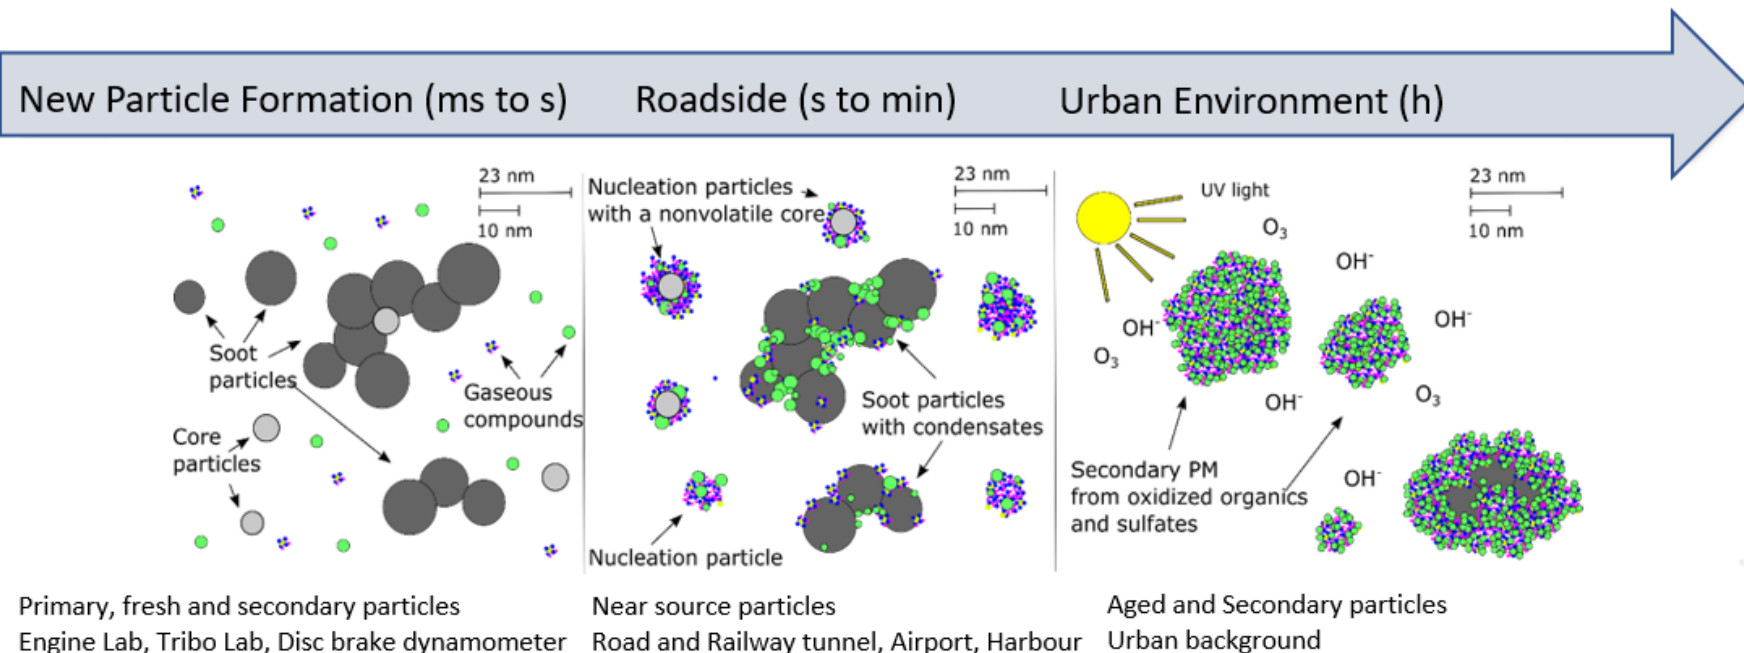 New Particle Formation (ms to s)
Roadside (s to min)
Urban Environment (h)
23 nm
10 nm
Soot
particles
Gaseous
compounds
Core
particles
Primary, fresh and secondary particles
Engine Lab, Tribo Lab, Disc brake dynamometer
Nucleation particles
with a nonvolatile core
23 nm
10 nm
Soot particles
with condensates
Nucleation particle
Near source particles
Road and Railway tunnel, Airport, Harbour
UV light
23 nm
10 nm
O₃
OH⁻
OH⁻
OH⁻
O₃
OH⁻
O₃
Secondary PM
from oxidized organics
and sulfates
OH⁻
Aged and Secondary particles
Urban background